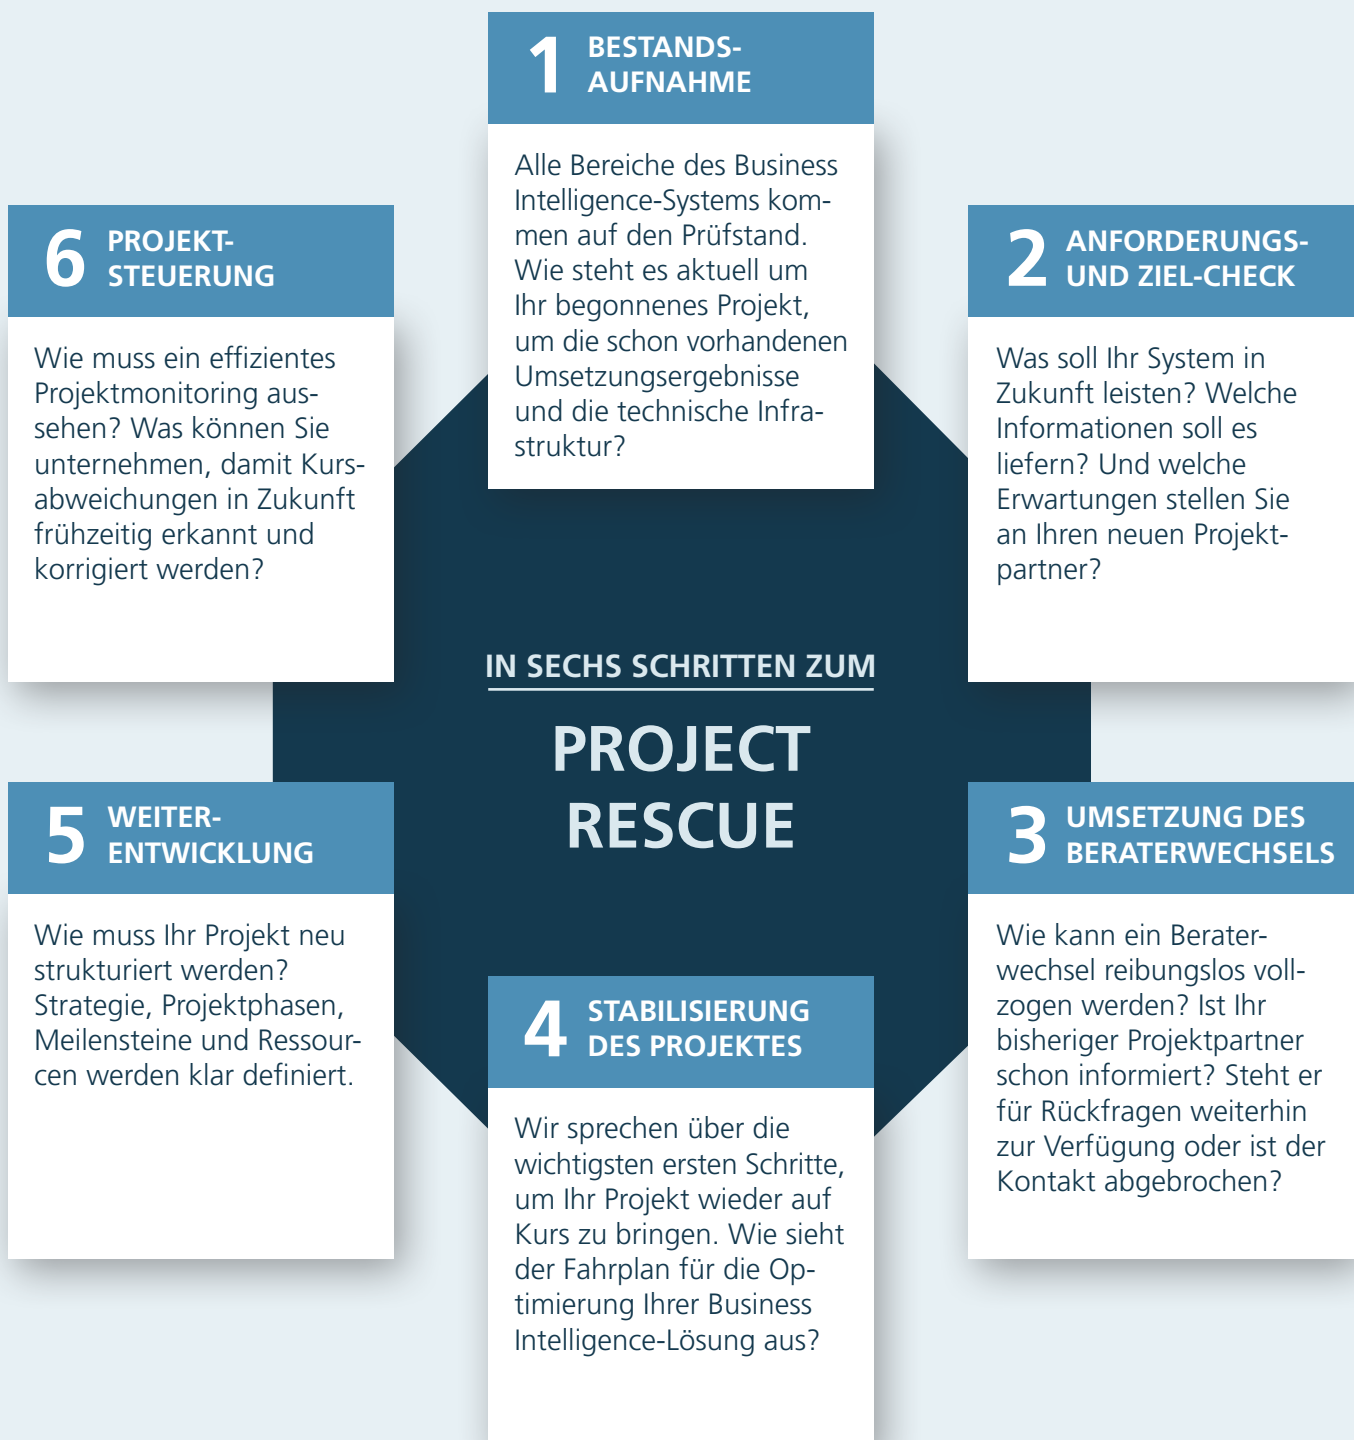 1
BESTANDS-
AUFNAHME
Alle Bereiche des Business
Intelligence-Systems kom-
men auf den Prüfstand.
Wie steht es aktuell um
Ihr begonnenes Projekt,
um die schon vorhandenen
Umsetzungsergebnisse
und die technische Infra-
struktur?
2
ANFORDERUNGS-
UND ZIEL-CHECK
Was soll Ihr System in
Zukunft leisten? Welche
Informationen soll es
liefern? Und welche
Erwartungen stellen Sie
an Ihren neuen Projekt-
partner?
3
UMSETZUNG DES
BERATERWECHSELS
Wie kann ein Berater-
wechsel reibungslos voll-
zogen werden? Ist Ihr
bisheriger Projektpartner
schon informiert? Steht er
für Rückfragen weiterhin
zur Verfügung oder ist der
Kontakt abgebrochen?
4
STABILISIERUNG
DES PROJEKTES
Wir sprechen über die
wichtigsten ersten Schritte,
um Ihr Projekt wieder auf
Kurs zu bringen. Wie sieht
der Fahrplan für die Op-
timierung Ihrer Business
Intelligence-Lösung aus?
5
WEITER-
ENTWICKLUNG
Wie muss Ihr Projekt neu
strukturiert werden?
Strategie, Projektphasen,
Meilensteine und Ressour-
cen werden klar definiert.
6
PROJEKT-
STEUERUNG
Wie muss ein effizientes
Projektmonitoring aus-
sehen? Was können Sie
unternehmen, damit Kurs-
abweichungen in Zukunft
frühzeitig erkannt und
korrigiert werden?
IN SECHS SCHRITTEN ZUM
PROJECT
RESCUE